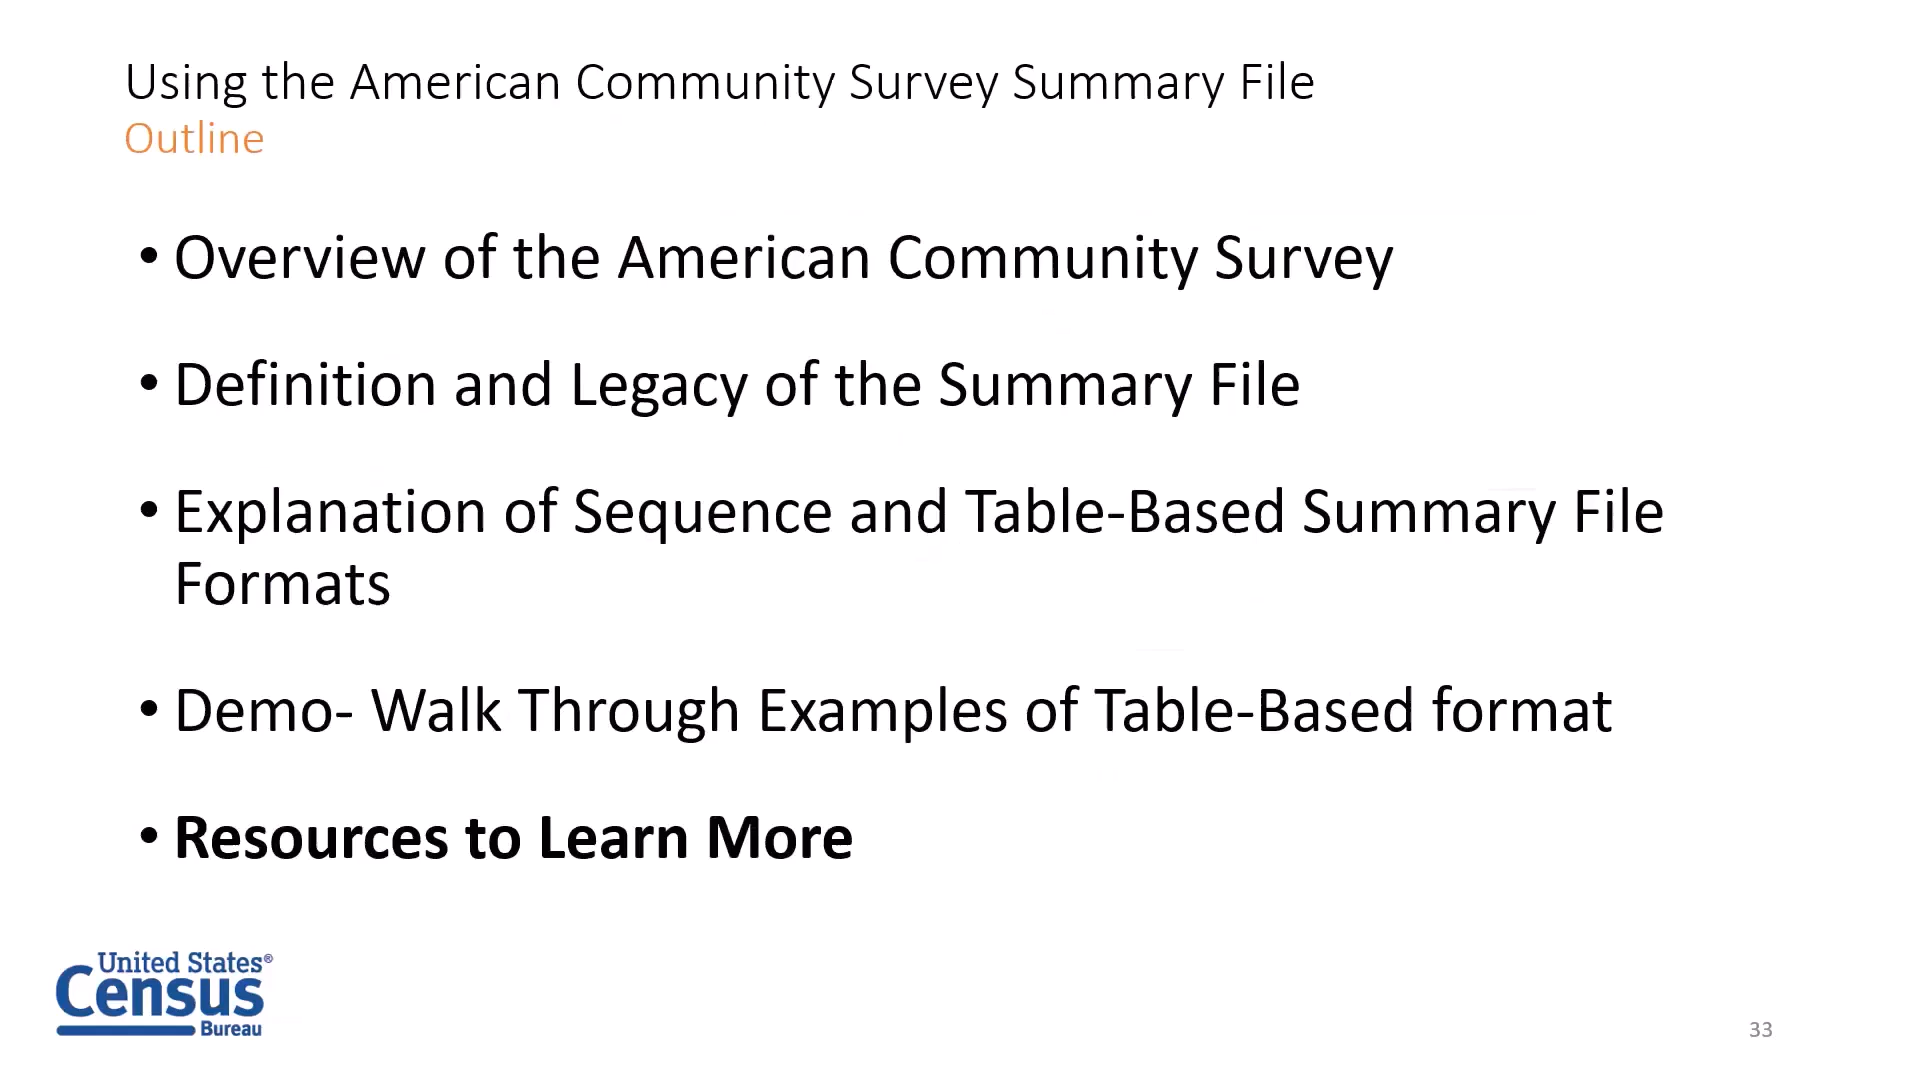 Using the American Community Survey Summary File
Outline
• Overview of the American Community Survey
• Definition and Legacy of the Summary File
• Explanation of Sequence and Table-Based Summary File
Formats
• Demo- Walk Through Examples of Table-Based format
• Resources to Learn More
United States®
Census
Bureau
33